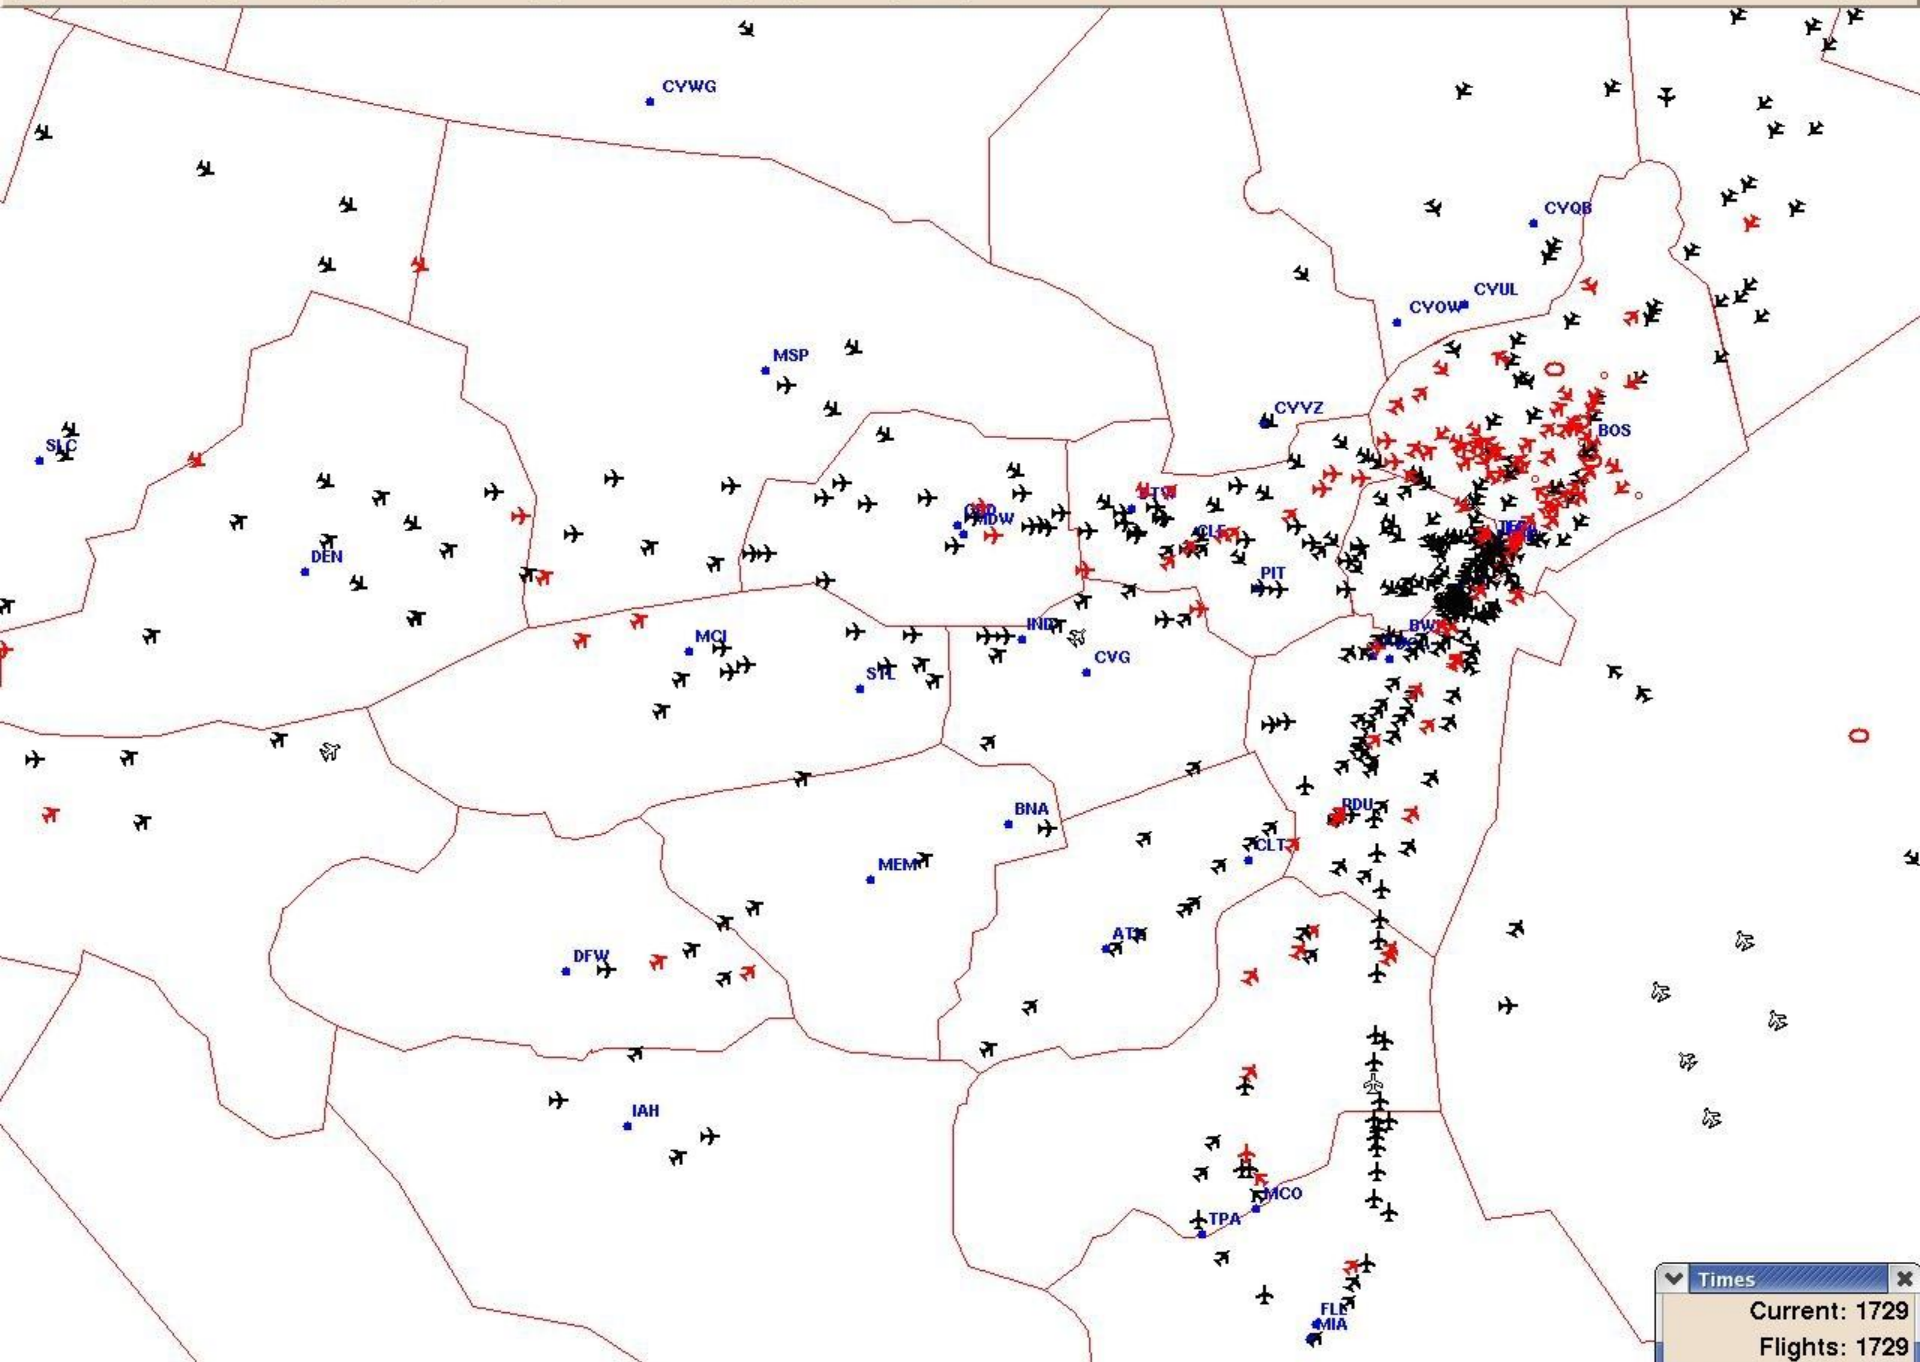 CYWG
CYQB
CYUL
CYOW
MSP
CYYZ
SLC
BOS
MDW
DEN
PIT
MCI
IND
CVG
STL
BNA
RDU
CLT
MEM
DFW
IAH
MCO
TPA
FLL
MIA
Times
Current: 1729
Flights: 1729